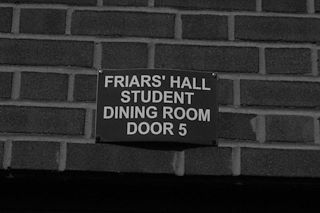 FRIARS' HALL
STUDENT
DINING ROOM
DOOR 5